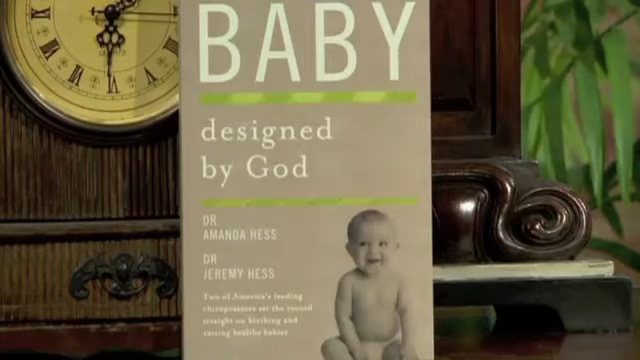 BABY
designed
by God
DR
AMANDA HESS
DR
JEREMY HESS
Two of America's leading
chiropractors set the record
straight on birthing and
raising healthy babies